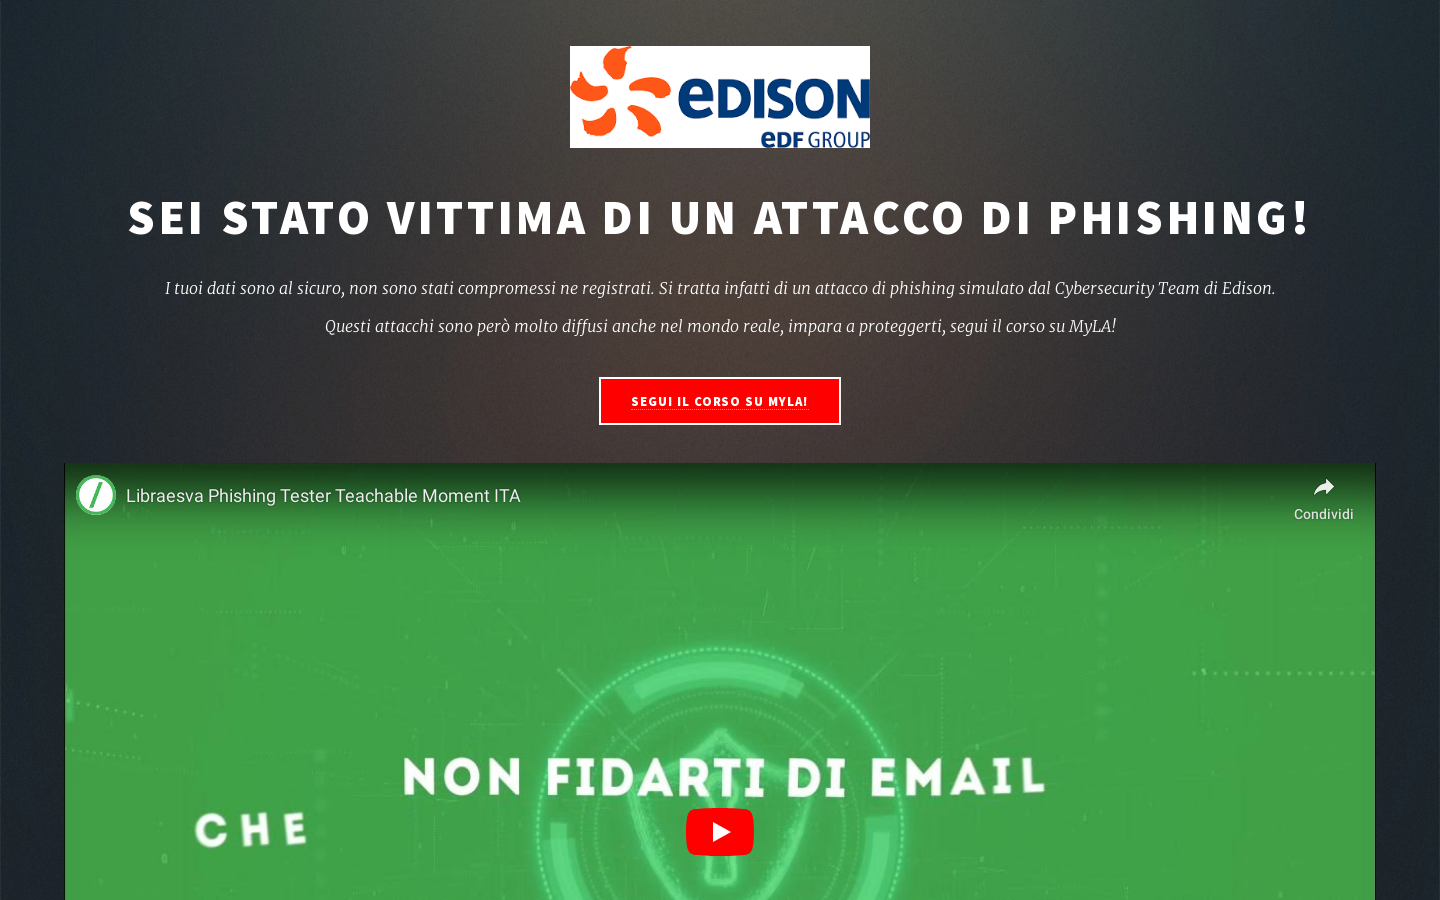 eDISON
eDF GROUP
SEI STATO VITTIMA DI UN ATTACCO DI PHISHING!
I tuoi dati sono al sicuro, non sono stati compromessi ne registrati. Si tratta infatti di un attacco di phishing simulato dal Cybersecurity Team di Edison.
Questi attacchi sono però molto diffusi anche nel mondo reale, impara a proteggerti, segui il corso su MyLA!
SEGUI IL CORSO SU MYLA!
Libraesva Phishing Tester Teachable Moment ITA
Condividi
NON FIDARTI DI EMAIL
CHE